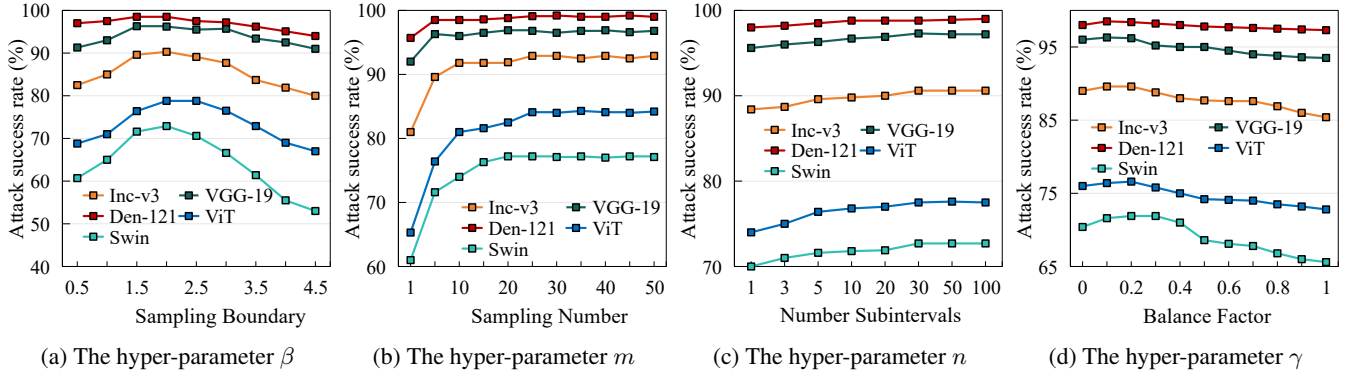 Attack success rate (%)
100
90
80
70
60
50
40
Inc-v3
VGG-19
Den-121
ViT
Swin
0.5
1.5
2.5
3.5
4.5
Sampling Boundary
(a) The hyper-parameter β
Attack success rate (%)
100
90
80
70
60
Inc-v3
VGG-19
Den-121
ViT
Swin
1
10
20
30
40
50
Sampling Number
(b) The hyper-parameter m
Attack success rate (%)
100
90
80
70
Inc-v3
VGG-19
Den-121
ViT
Swin
1
3
5
10
20
30
50
100
Number Subintervals
(c) The hyper-parameter n
Attack success rate (%)
95
85
75
65
Inc-v3
VGG-19
Den-121
ViT
Swin
0
0.2
0.4
0.6
0.8
1
Balance Factor
(d) The hyper-parameter γ